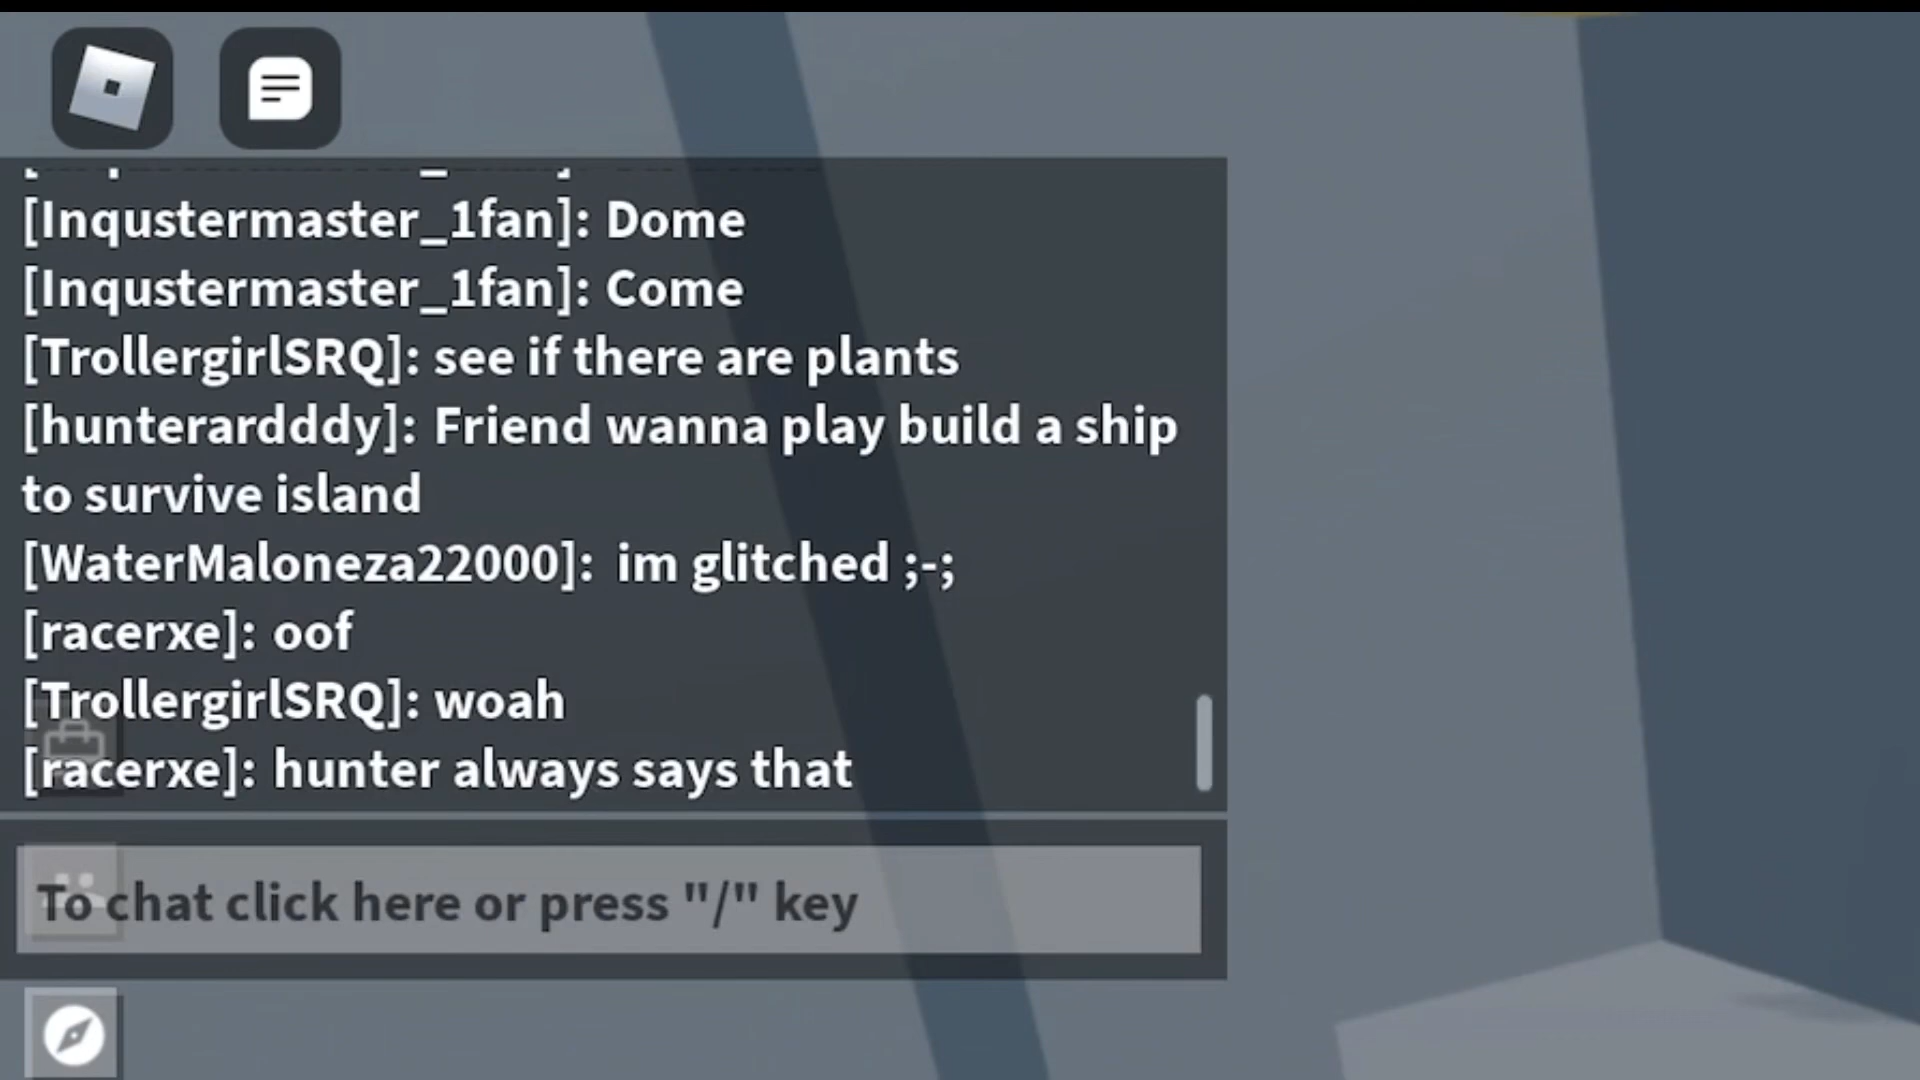 [Inqustermaster_1fan]: Dome
[Inqustermaster_1fan]: Come
[TrollergirlSRQ]: see if there are plants
[hunterardddy]: Friend wanna play build a ship
to survive island
[WaterMaloneza22000]: im glitched ;-;
[racerxe]: oof
[TrollergirlSRQ]: woah
[racerxe]: hunter always says that
To chat click here or press "/" key